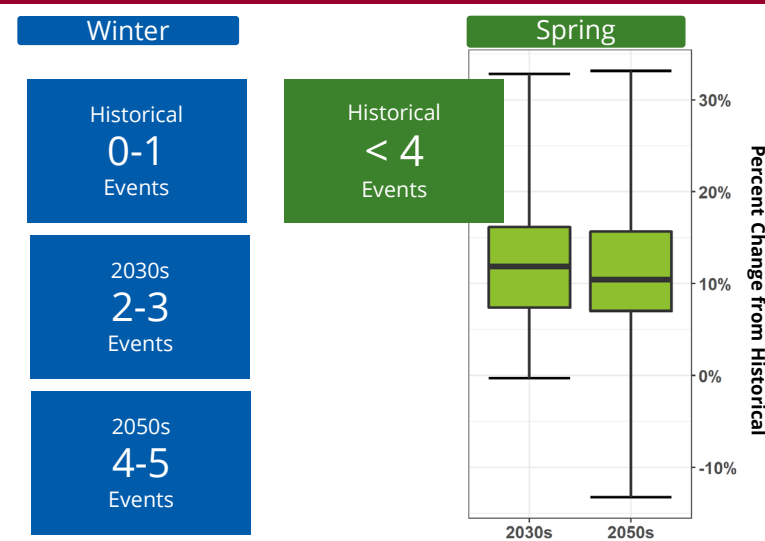 Winter
Historical
0-1
Events
2030s
2-3
Events
2050s
4-5
Events
Spring
Historical
< 4
Events
30%
20%
10%
0%
-10%
Percent Change from Historical
2030s
2050s